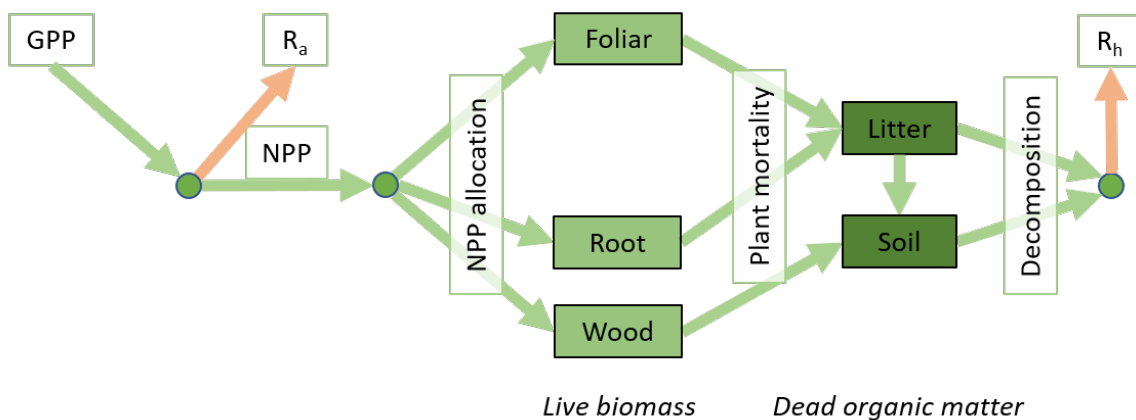 GPP
Rₐ
NPP
NPP allocation
Foliar
Root
Wood
Plant mortality
Litter
Soil
Decomposition
Rₕ
Live biomass
Dead organic matter